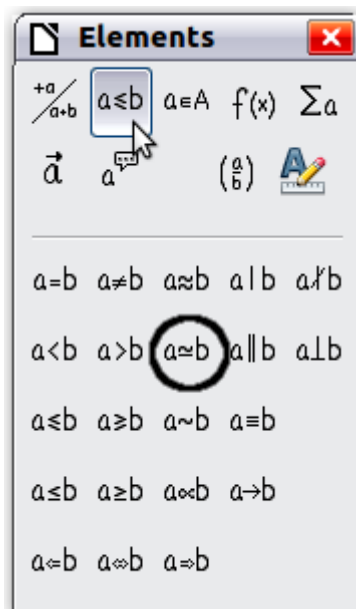 Elements
+a/a+b a⩽b a∈A f(x) Σa
a⃗ a (a b)
a=b a≠b a≈b a∣b a∤b
a<b a>b a≃b a∥b a⊥b
a⩽b a⩾b a~b a≡b
a≤b a≥b a∝b a→b
a⇐b a⇔b a⇒b